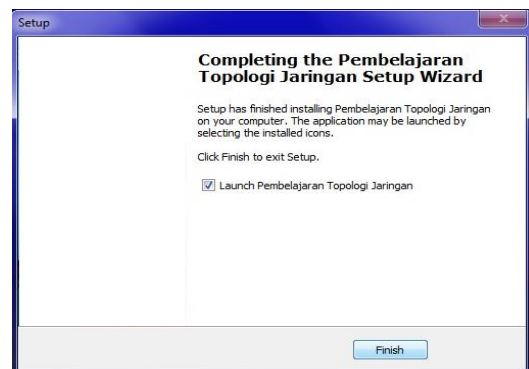 Setup
Completing the Pembelajaran
Topologi Jaringan Setup Wizard
Setup has finished installing Pembelajaran Topologi Jaringan
on your computer. The application may be launched by
selecting the installed icons.
Click Finish to exit Setup.
Launch Pembelajaran Topologi Jaringan
Finish